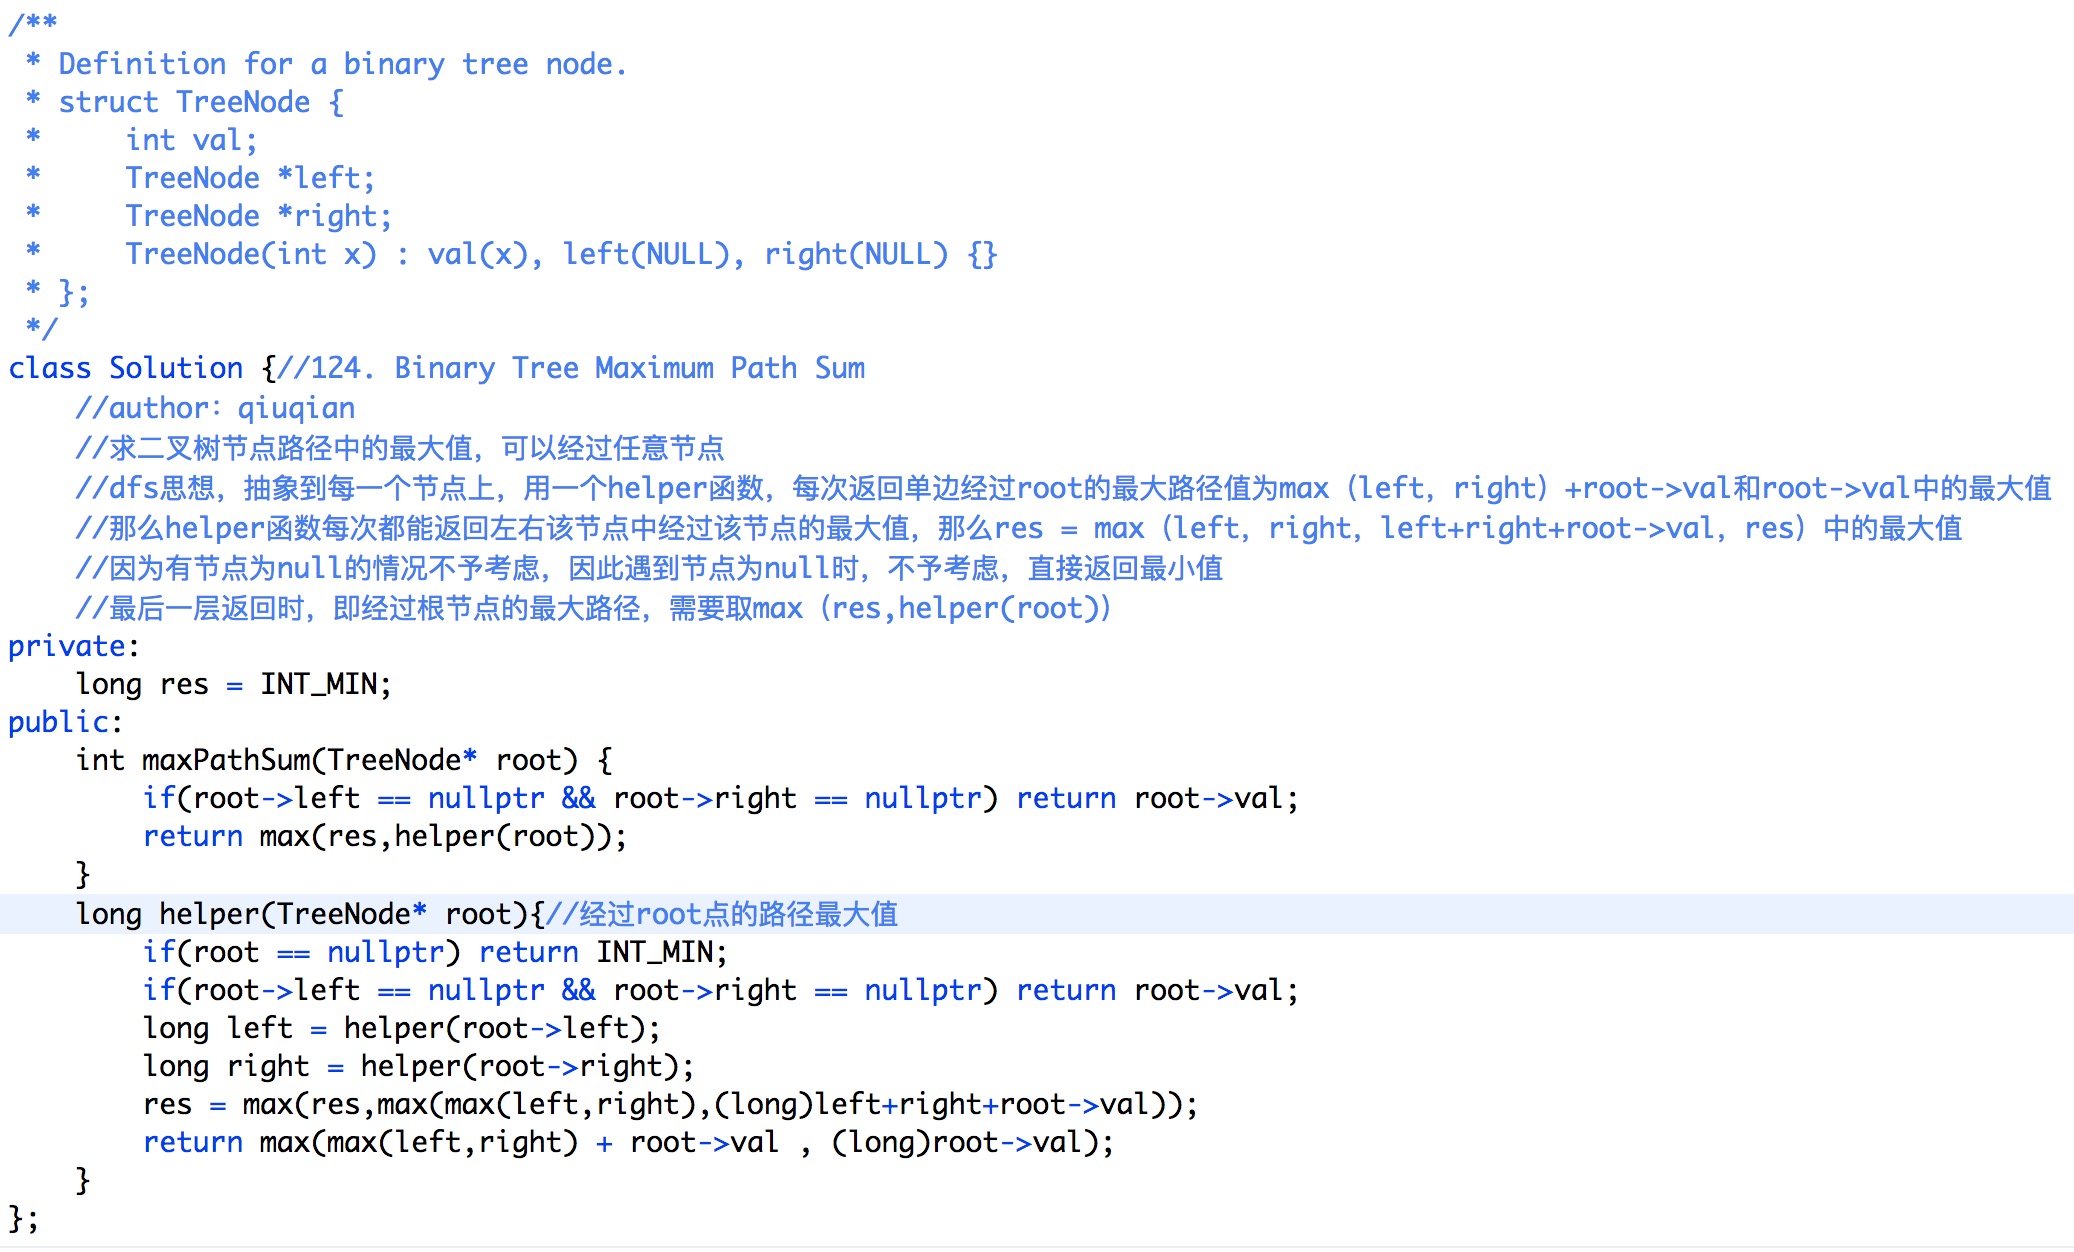 /**
 * Definition for a binary tree node.
 * struct TreeNode {
 *     int val;
 *     TreeNode *left;
 *     TreeNode *right;
 *     TreeNode(int x) : val(x), left(NULL), right(NULL) {}
 * };
 */
class Solution {//124. Binary Tree Maximum Path Sum
    //author：qiuqian
    //求二叉树节点路径中的最大值，可以经过任意节点
    //dfs思想，抽象到每一个节点上，用一个helper函数，每次返回单边经过root的最大路径值为max（left，right）+root->val和root->val中的最大值
    //那么helper函数每次都能返回左右该节点中经过该节点的最大值，那么res = max（left，right，left+right+root->val，res）中的最大值
    //因为有节点为null的情况不予考虑，因此遇到节点为null时，不予考虑，直接返回最小值
    //最后一层返回时，即经过根节点的最大路径，需要取max（res,helper(root)）
private:
    long res = INT_MIN;
public:
    int maxPathSum(TreeNode* root) {
        if(root->left == nullptr && root->right == nullptr) return root->val;
        return max(res,helper(root));
    }
    long helper(TreeNode* root){//经过root点的路径最大值
        if(root == nullptr) return INT_MIN;
        if(root->left == nullptr && root->right == nullptr) return root->val;
        long left = helper(root->left);
        long right = helper(root->right);
        res = max(res,max(max(left,right),(long)left+right+root->val));
        return max(max(left,right) + root->val , (long)root->val);
    }
};